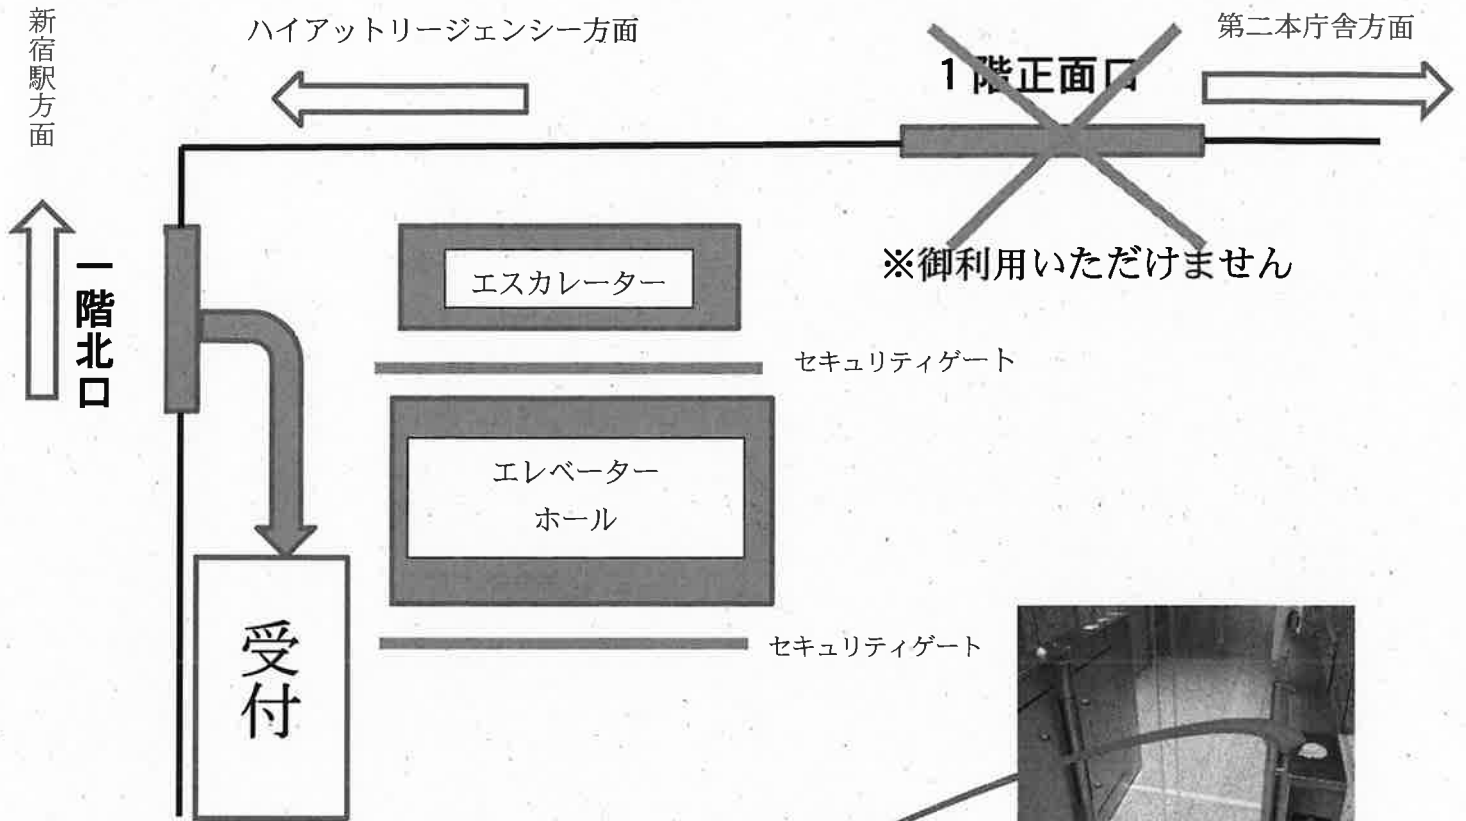 新宿駅方面
ハイアットリージェンシー方面
第二本庁舎方面
1階正面口
※御利用いただけません
一階北口
エスカレーター
セキュリティゲート
エレベーター
ホール
セキュリティゲート
受付